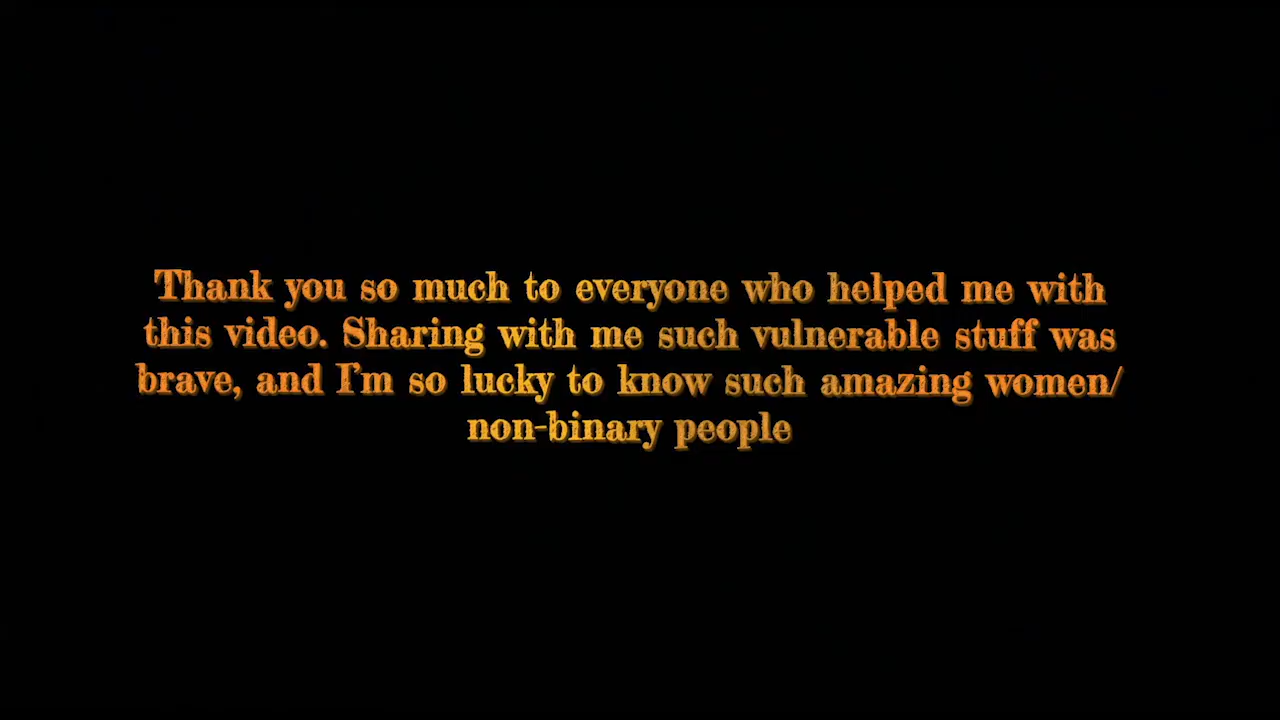 Thank you so much to everyone who helped me with
this video. Sharing with me such vulnerable stuff was
brave, and I'm so lucky to know such amazing women/
non-binary people